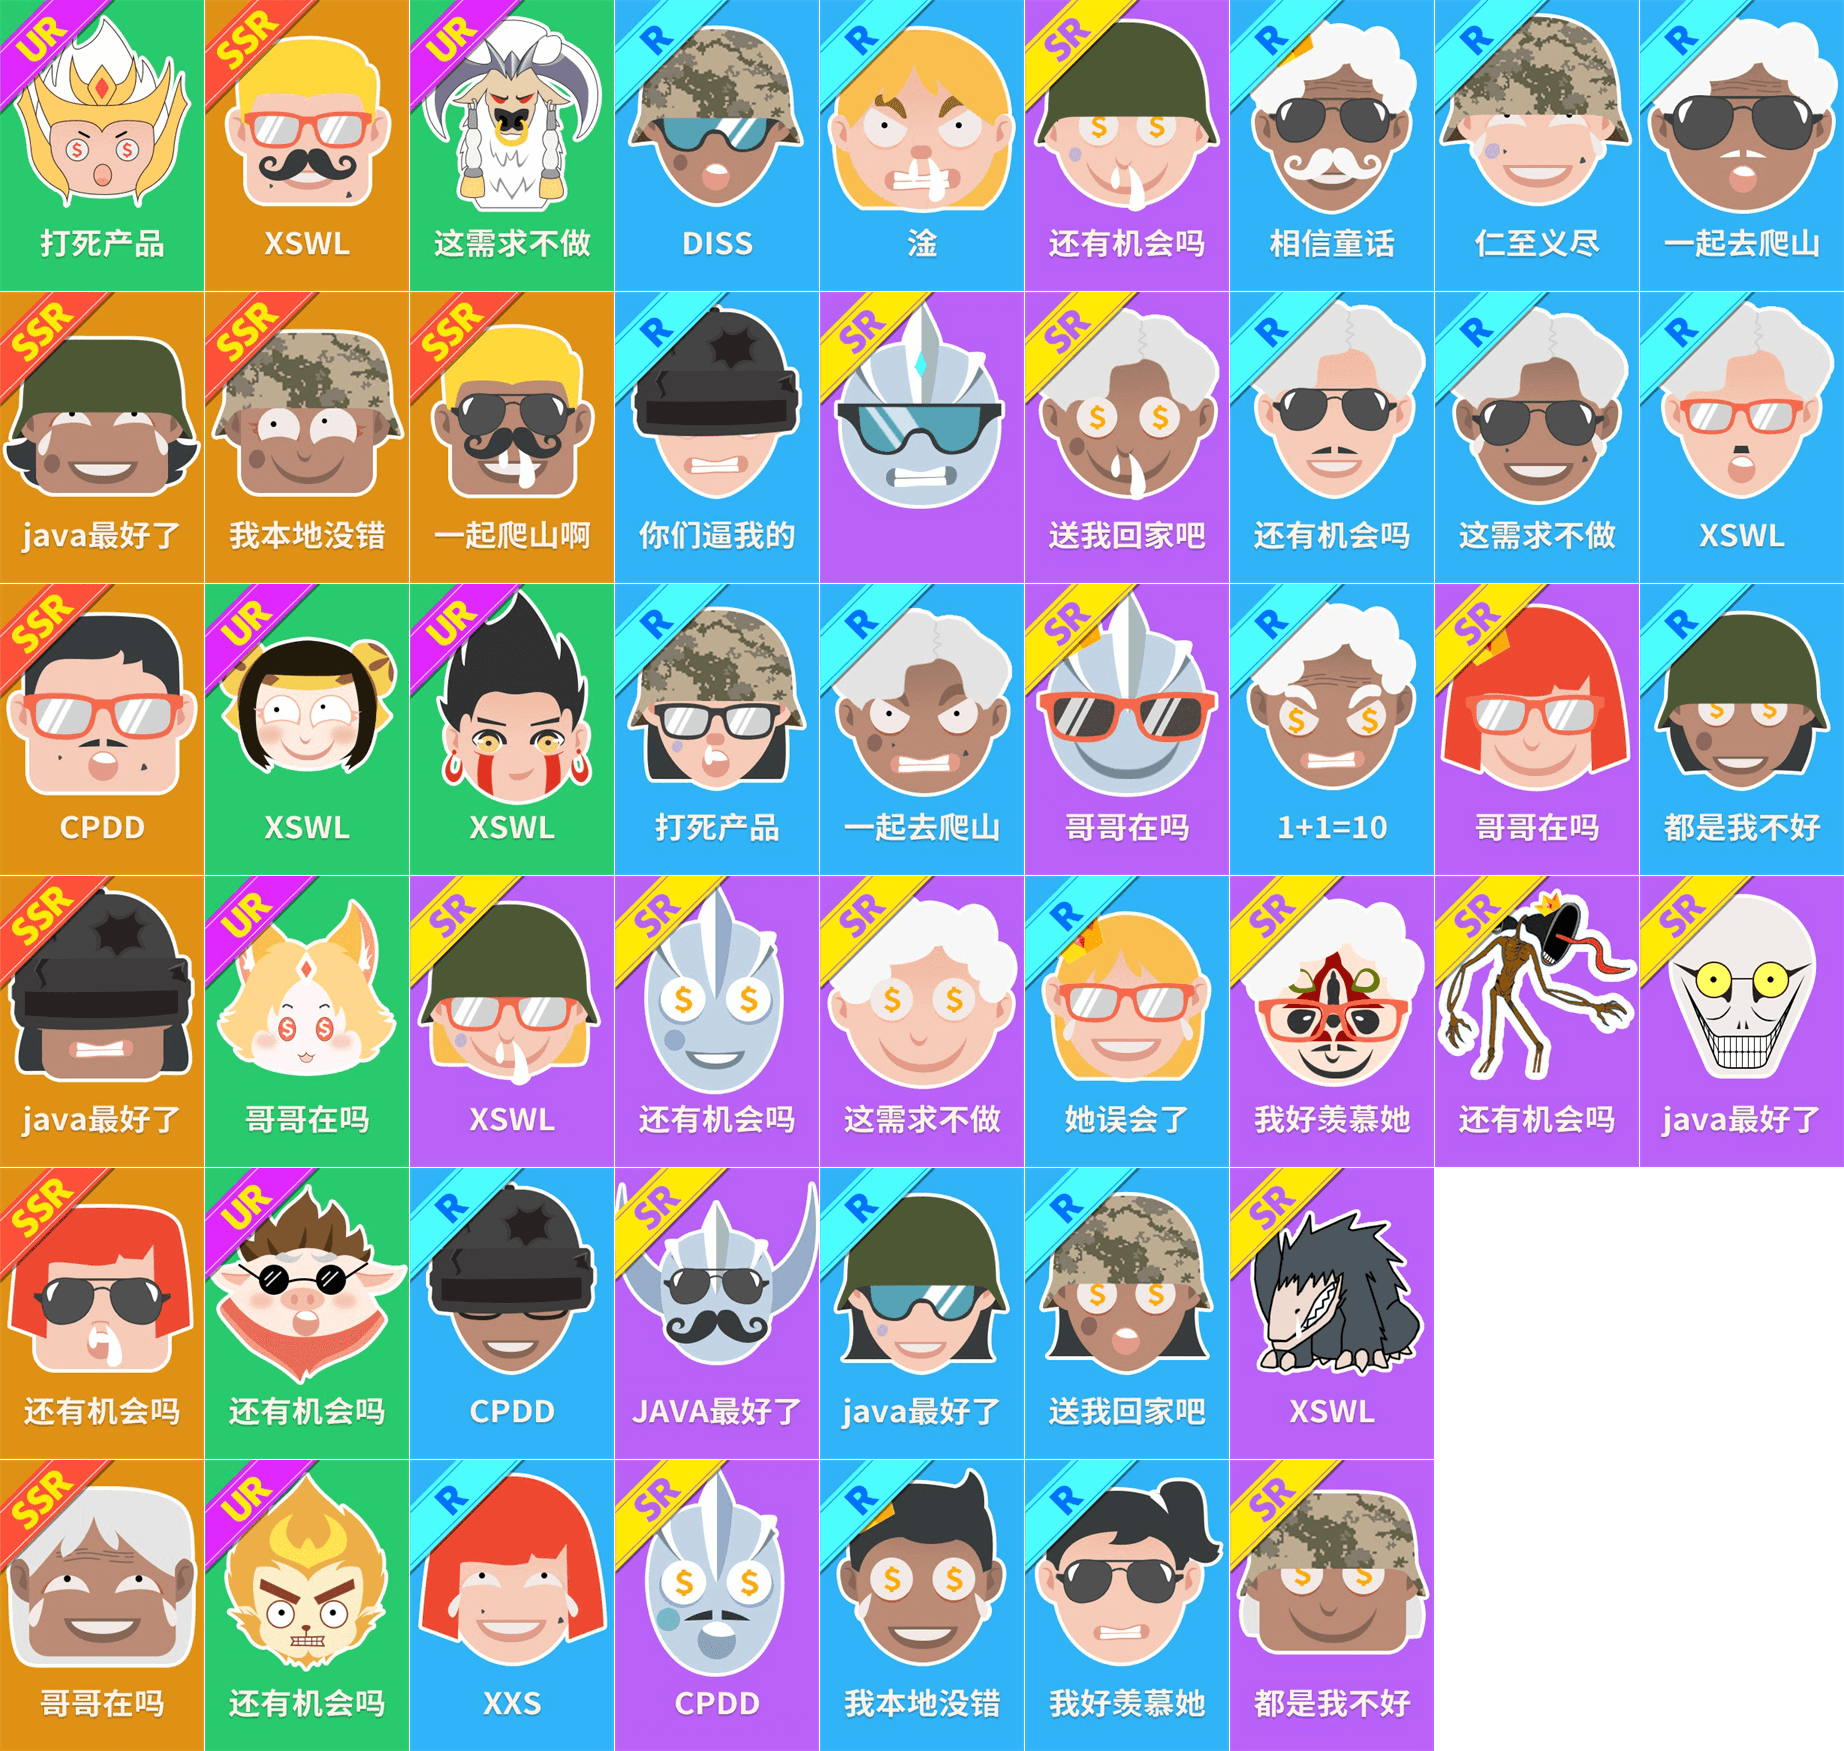 UR
打死产品
SSR
XSWL
UR
这需求不做
R
DISS
R
淦
SR
还有机会吗
R
相信童话
R
仁至义尽
R
一起去爬山
SSR
java最好了
SSR
我本地没错
SSR
一起爬山啊
R
你们逼我的
SR
SR
送我回家吧
R
还有机会吗
R
这需求不做
R
XSWL
SSR
CPDD
UR
XSWL
UR
XSWL
R
打死产品
R
一起去爬山
SR
哥哥在吗
R
1+1=10
SR
哥哥在吗
R
都是我不好
SSR
java最好了
UR
哥哥在吗
SR
XSWL
SR
还有机会吗
SR
这需求不做
R
她误会了
SR
我好羡慕她
SR
还有机会吗
SR
java最好了
SSR
还有机会吗
UR
还有机会吗
R
CPDD
SR
JAVA最好了
R
java最好了
R
送我回家吧
SR
XSWL
SSR
哥哥在吗
UR
还有机会吗
R
XXS
SR
CPDD
R
我本地没错
R
我好羡慕她
SR
都是我不好